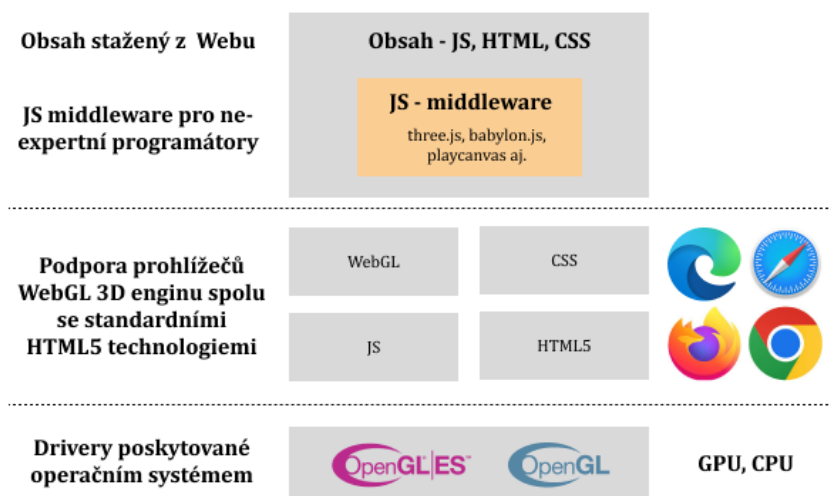 Obsah stažený z Webu
Obsah - JS, HTML, CSS
JS middleware pro ne-
expertní programátory
JS - middleware
three.js, babylon.js,
playcanvas aj.
Podpora prohlížečů
WebGL 3D enginu spolu
se standardními
HTML5 technologiemi
WebGL
CSS
JS
HTML5
Drivery poskytované
operačním systémem
OpenGL|ES™
OpenGL
GPU, CPU